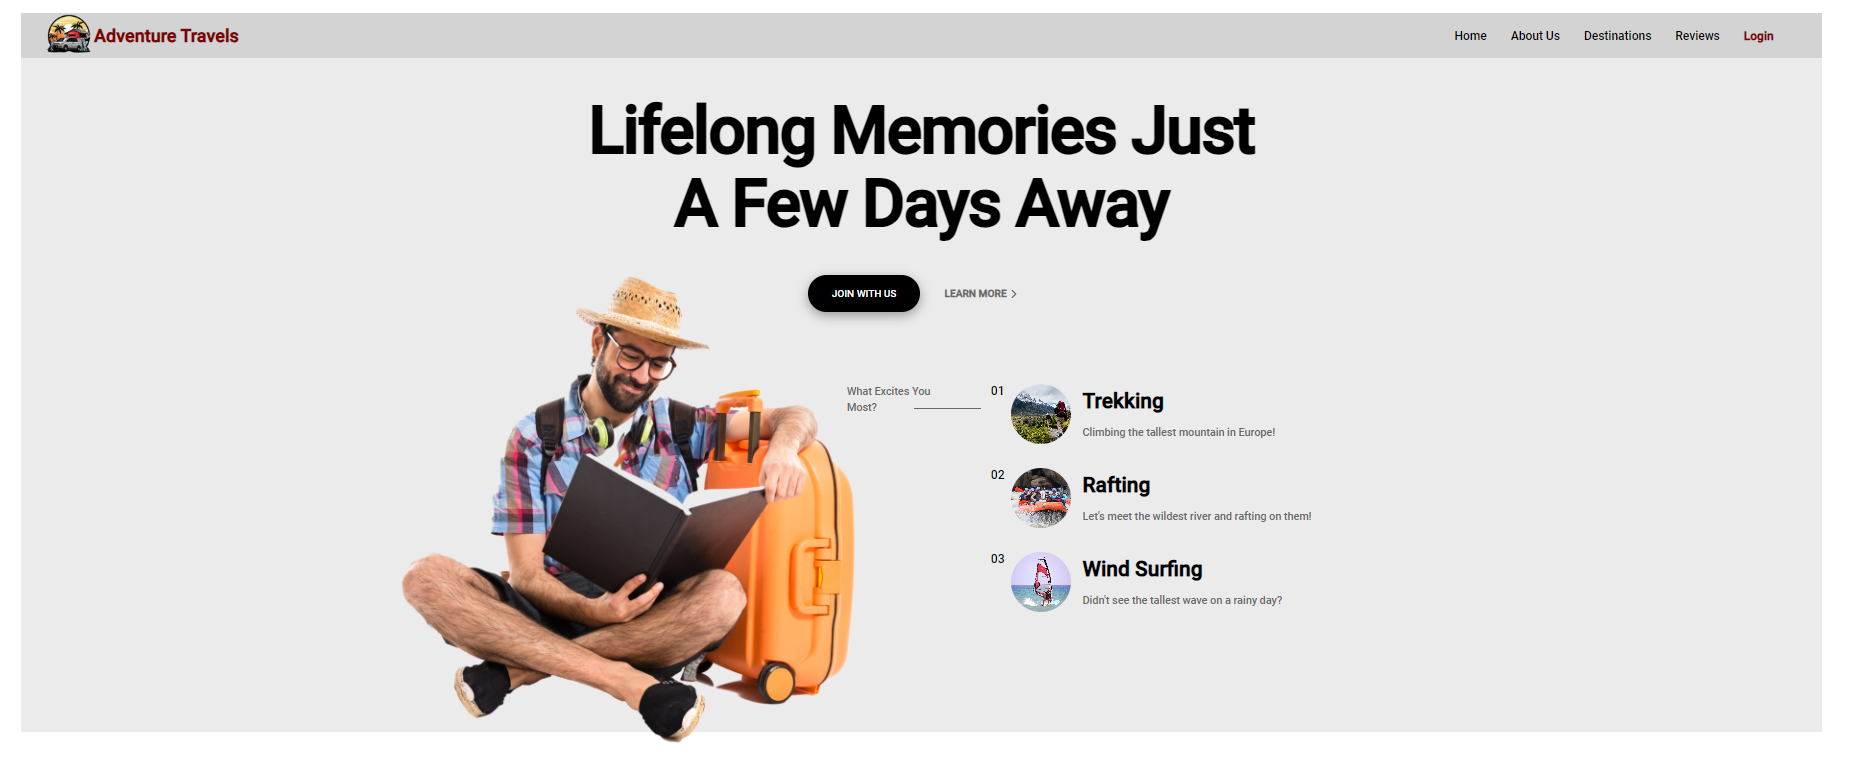 Adventure Travels
Home
About Us
Destinations
Reviews
Login
Lifelong Memories Just
A Few Days Away
JOIN WITH US
LEARN MORE
What Excites You
Most?
01
Trekking
Climbing the tallest mountain in Europe!
02
Rafting
Let's meet the wildest river and rafting on them!
03
Wind Surfing
Didn't see the tallest wave on a rainy day?